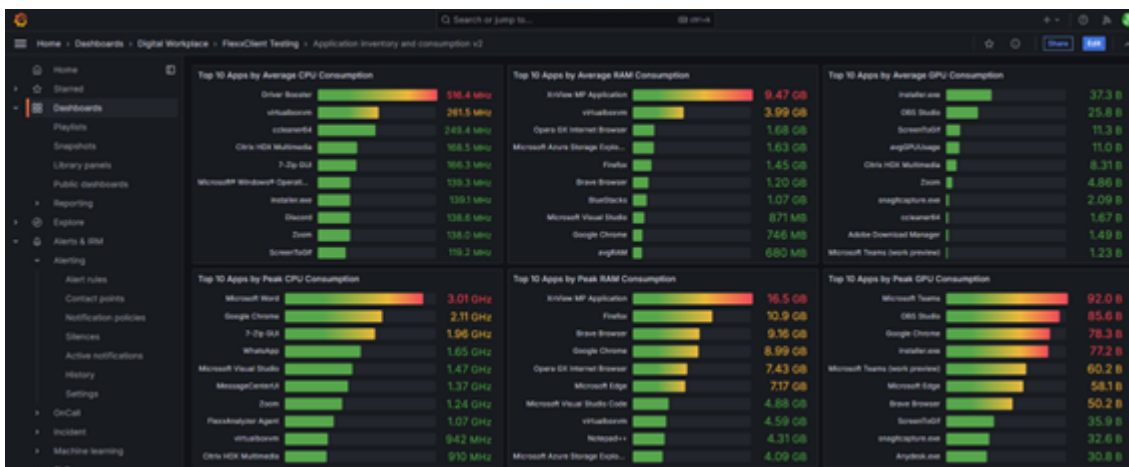 Search or jump to...
ctrl+k
Home › Dashboards › Digital Workplace › FlexxClient Testing › Application inventory and consumption v2
Share
Edit
Home
Starred
Dashboards
Playlists
Snapshots
Library panels
Public dashboards
Reporting
Explore
Alerts & IRM
Alerting
Alert rules
Contact points
Notification policies
Silences
Active notifications
History
Settings
OnCall
Incident
Machine learning
Top 10 Apps by Average CPU Consumption
Driver Booster 516.4 MHz
virtualboxvm 261.5 MHz
ccleaner64 249.4 MHz
Citrix HDX Multimedia 168.5 MHz
7-Zip GUI 166.3 MHz
Microsoft® Windows® Operati... 139.3 MHz
installer.exe 139.1 MHz
Discord 138.6 MHz
Zoom 138.0 MHz
ScreenToGif 119.2 MHz
Top 10 Apps by Average RAM Consumption
XnView MP Application 9.47 GB
virtualboxvm 3.99 GB
Opera GX Internet Browser 1.68 GB
Microsoft Azure Storage Explo... 1.63 GB
Firefox 1.45 GB
Brave Browser 1.20 GB
BlueStacks 1.07 GB
Microsoft Visual Studio 871 MB
Google Chrome 746 MB
avgRAM 680 MB
Top 10 Apps by Average GPU Consumption
installer.exe 37.3 B
OBS Studio 25.8 B
ScreenToGif 11.3 B
avgGPUUsage 11.0 B
Citrix HDX Multimedia 8.31 B
Zoom 4.86 B
snagitcapture.exe 2.09 B
ccleaner64 1.67 B
Adobe Download Manager 1.49 B
Microsoft Teams (work preview) 1.23 B
Top 10 Apps by Peak CPU Consumption
Microsoft Word 3.01 GHz
Google Chrome 2.11 GHz
7-Zip GUI 1.96 GHz
WhatsApp 1.65 GHz
Microsoft Visual Studio 1.47 GHz
MessageCenterUI 1.37 GHz
Zoom 1.24 GHz
FlexxAnalyzer Agent 1.07 GHz
virtualboxvm 942 MHz
Citrix HDX Multimedia 910 MHz
Top 10 Apps by Peak RAM Consumption
XnView MP Application 16.5 GB
Firefox 10.9 GB
Brave Browser 9.16 GB
Google Chrome 8.99 GB
Opera GX Internet Browser 7.43 GB
Microsoft Edge 7.17 GB
Microsoft Visual Studio Code 4.88 GB
virtualboxvm 4.59 GB
Notepad++ 4.31 GB
Microsoft Azure Storage Explo... 4.09 GB
Top 10 Apps by Peak GPU Consumption
Microsoft Teams 92.0 B
OBS Studio 85.6 B
Google Chrome 78.3 B
installer.exe 77.2 B
Microsoft Teams (work preview) 60.2 B
Microsoft Edge 58.1 B
Brave Browser 50.2 B
ScreenToGif 35.9 B
snagitcapture.exe 32.6 B
Anydesk.exe 30.8 B